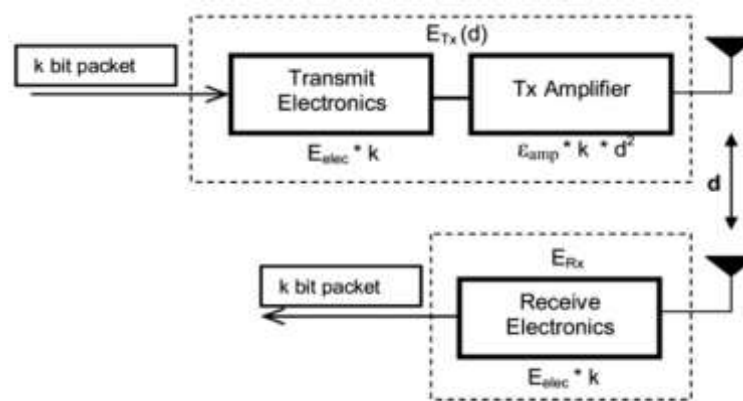 E_Tx (d)
k bit packet
Transmit
Electronics
Tx Amplifier
E_elec * k
ε_amp * k * d²
d
E_Rx
k bit packet
Receive
Electronics
E_elec * k